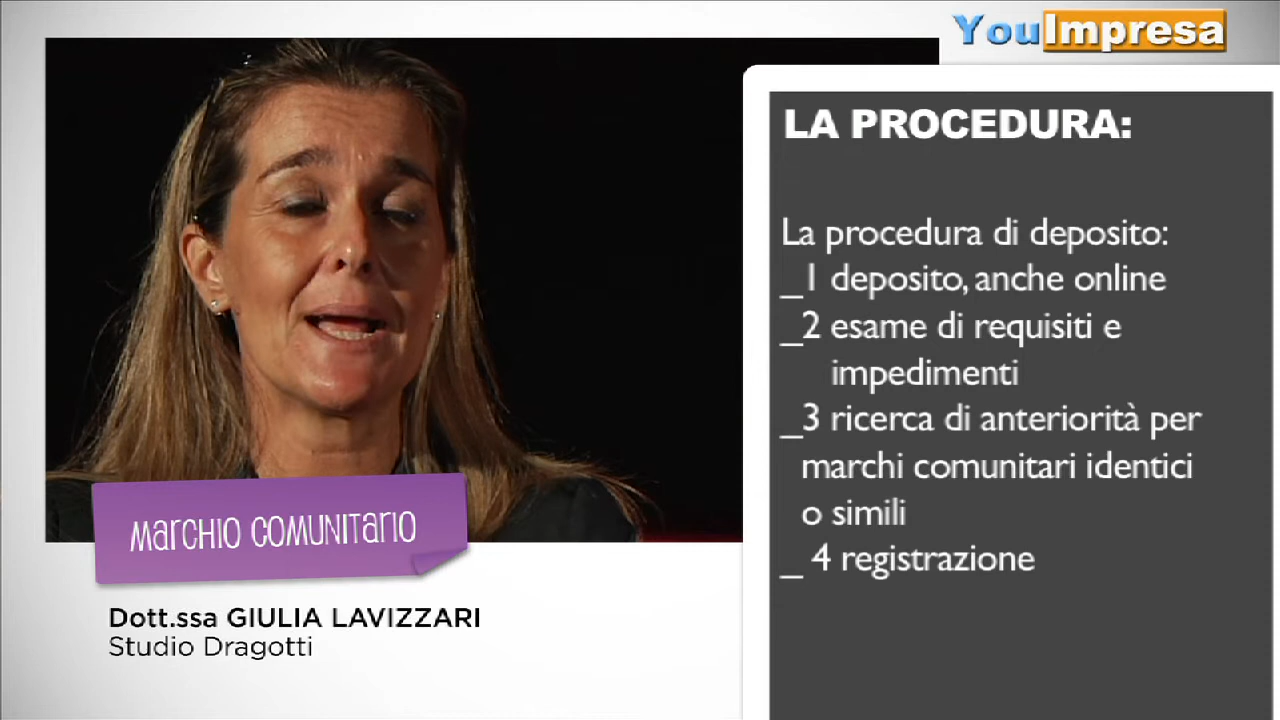 YouImpresa
LA PROCEDURA:
La procedura di deposito:
_1 deposito, anche online
_2 esame di requisiti e
impedimenti
_3 ricerca di anteriorità per
marchi comunitari identici
o simili
_ 4 registrazione
MARCHIO COMUNITARIO
Dott.ssa GIULIA LAVIZZARI
Studio Dragotti